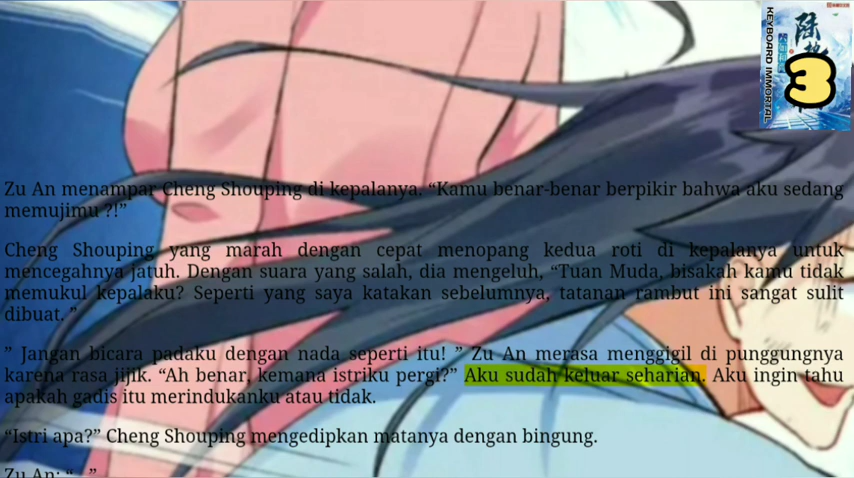 陆
KEYBOARD IMMORTAL
3
Zu An menampar Cheng Shouping di kepalanya. “Kamu benar-benar berpikir bahwa aku sedang
memujimu ?!”
Cheng Shouping yang marah dengan cepat menopang kedua roti di kepalanya untuk
mencegahnya jatuh. Dengan suara yang salah, dia mengeluh, “Tuan Muda, bisakah kamu tidak
memukul kepalaku? Seperti yang saya katakan sebelumnya, tatanan rambut ini sangat sulit
dibuat. ”
” Jangan bicara padaku dengan nada seperti itu! ” Zu An merasa menggigil di punggungnya
karena rasa jijik. “Ah benar, kemana istriku pergi?” Aku sudah keluar seharian. Aku ingin tahu
apakah gadis itu merindukanku atau tidak.
“Istri apa?” Cheng Shouping mengedipkan matanya dengan bingung.
Zu An: “...”